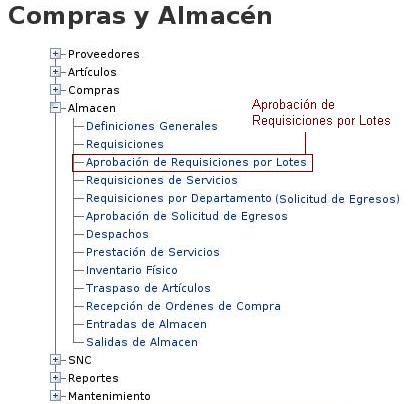 Compras y Almacén
Proveedores
Artículos
Compras
Almacen
Aprobación de
Requisiciones por Lotes
Definiciones Generales
Requisiciones
Aprobación de Requisiciones por Lotes
Requisiciones de Servicios
Requisiciones por Departamento (Solicitud de Egresos)
Aprobación de Solicitud de Egresos
Despachos
Prestación de Servicios
Inventario Físico
Traspaso de Artículos
Recepción de Ordenes de Compra
Entradas de Almacen
Salidas de Almacen
SNC
Reportes
Mantenimiento